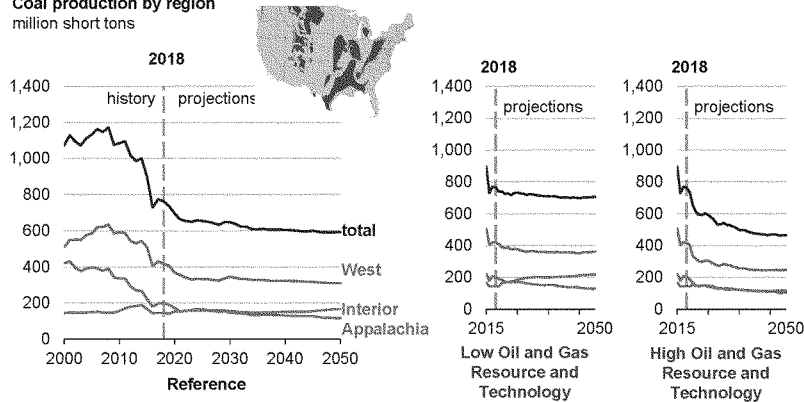 Coal production by region
million short tons
2018
history
projections
1,400
1,200
1,000
800
600
400
200
0
total
West
Interior
Appalachia
2000
2010
2020
2030
2040
2050
Reference
2018
projections
1,400
1,200
1,000
800
600
400
200
0
2015
2050
Low Oil and Gas
Resource and
Technology
2018
projections
1,400
1,200
1,000
800
600
400
200
0
2015
2050
High Oil and Gas
Resource and
Technology